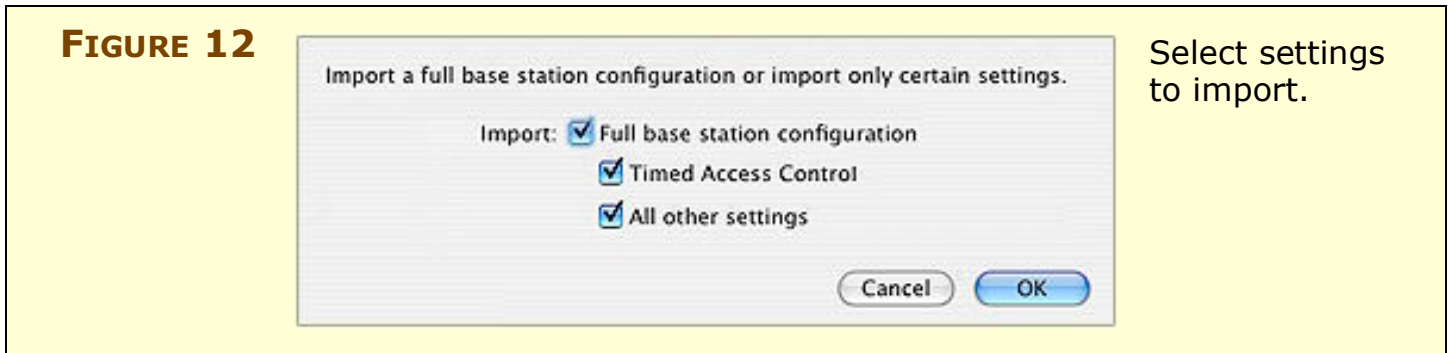 FIGURE 12
Import a full base station configuration or import only certain settings.
Import: Full base station configuration
Timed Access Control
All other settings
Cancel OK
Select settings
to import.